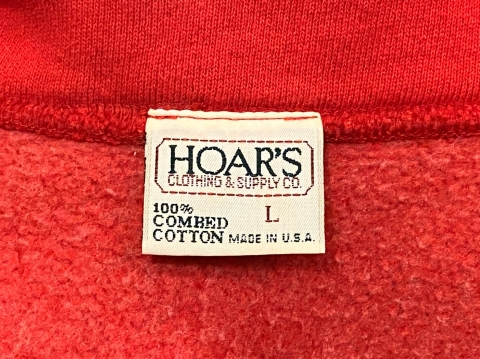 HOAR'S
CLOTHING & SUPPLY CO.
L
100%
COMBED
COTTON MADE IN U.S.A.